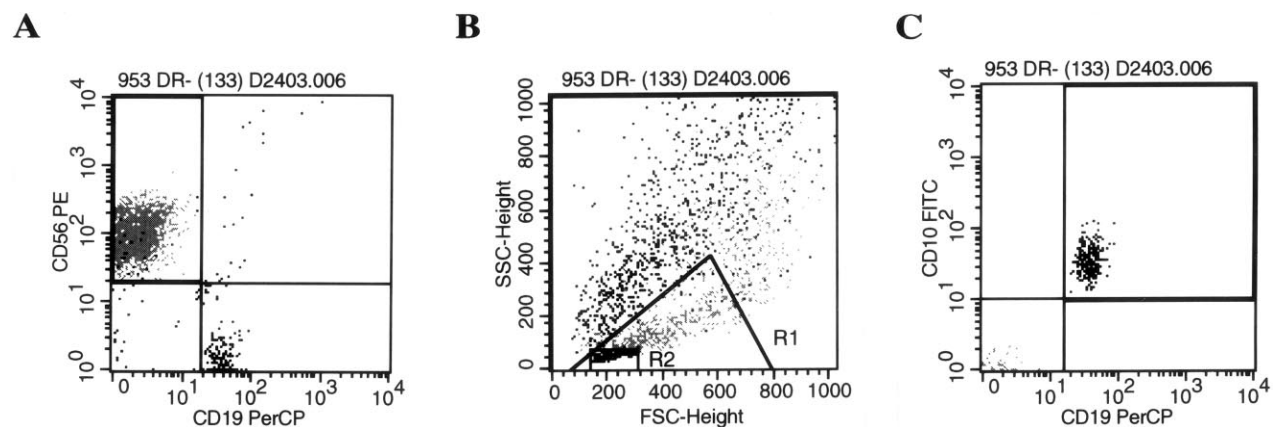 A
B
C
953 DR- (133) D2403.006
953 DR- (133) D2403.006
953 DR- (133) D2403.006
CD56 PE
10^4
10^3
10^2
10^1
10^0
0
10^1
10^2
10^3
10^4
CD19 PerCP
SSC-Height
1000
800
600
400
200
0
R1
R2
200
400
600
800
1000
FSC-Height
CD10 FITC
10^4
10^3
10^2
10^1
10^0
0
10^1
10^2
10^3
10^4
CD19 PerCP